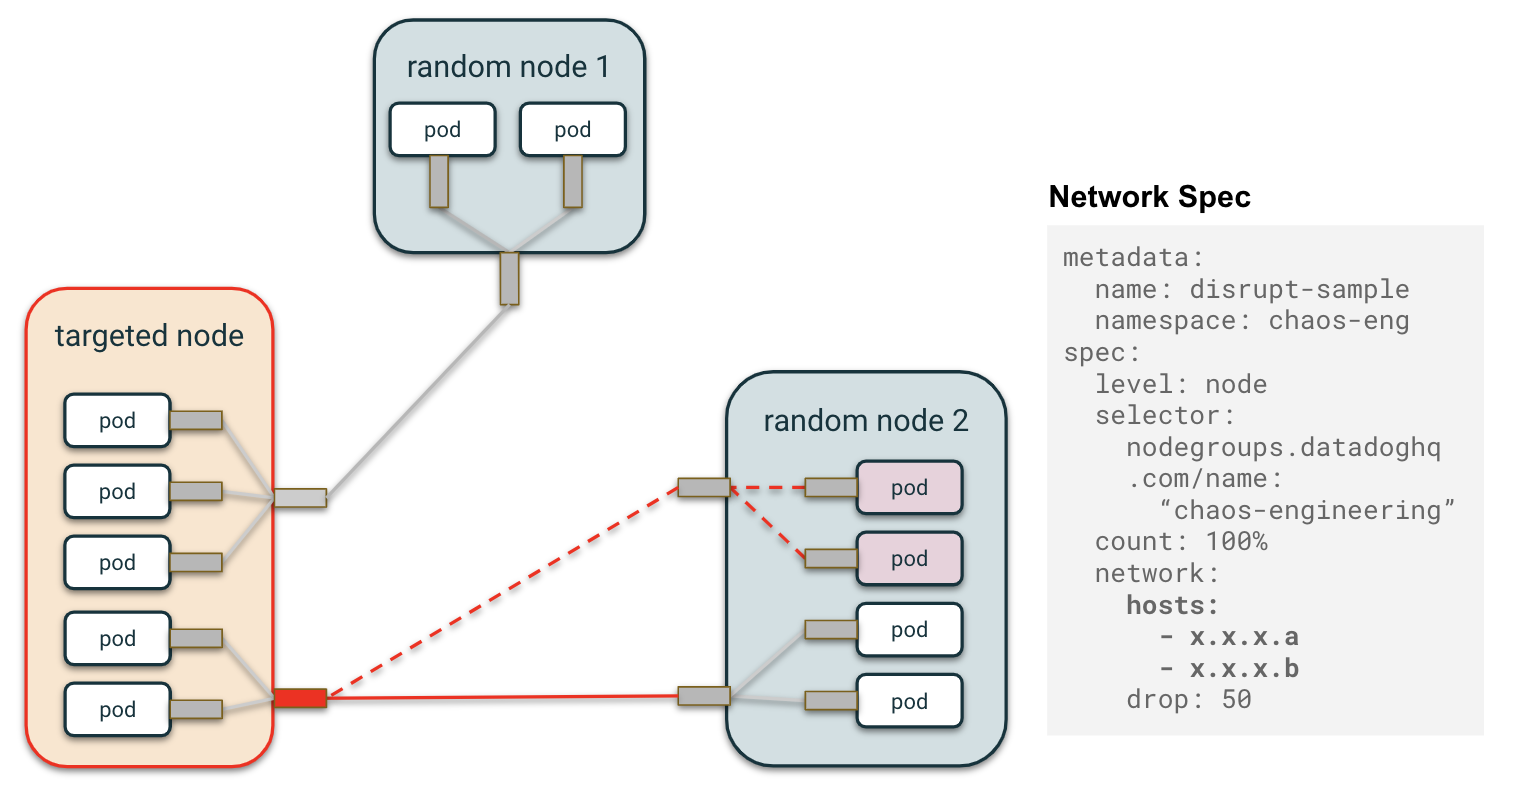 random node 1
pod
pod
targeted node
pod
pod
pod
pod
pod
random node 2
pod
pod
pod
pod
Network Spec
metadata:
  name: disrupt-sample
  namespace: chaos-eng
spec:
  level: node
  selector:
    nodegroups.datadoghq
    .com/name:
      “chaos-engineering”
  count: 100%
  network:
    hosts:
      - x.x.x.a
      - x.x.x.b
    drop: 50